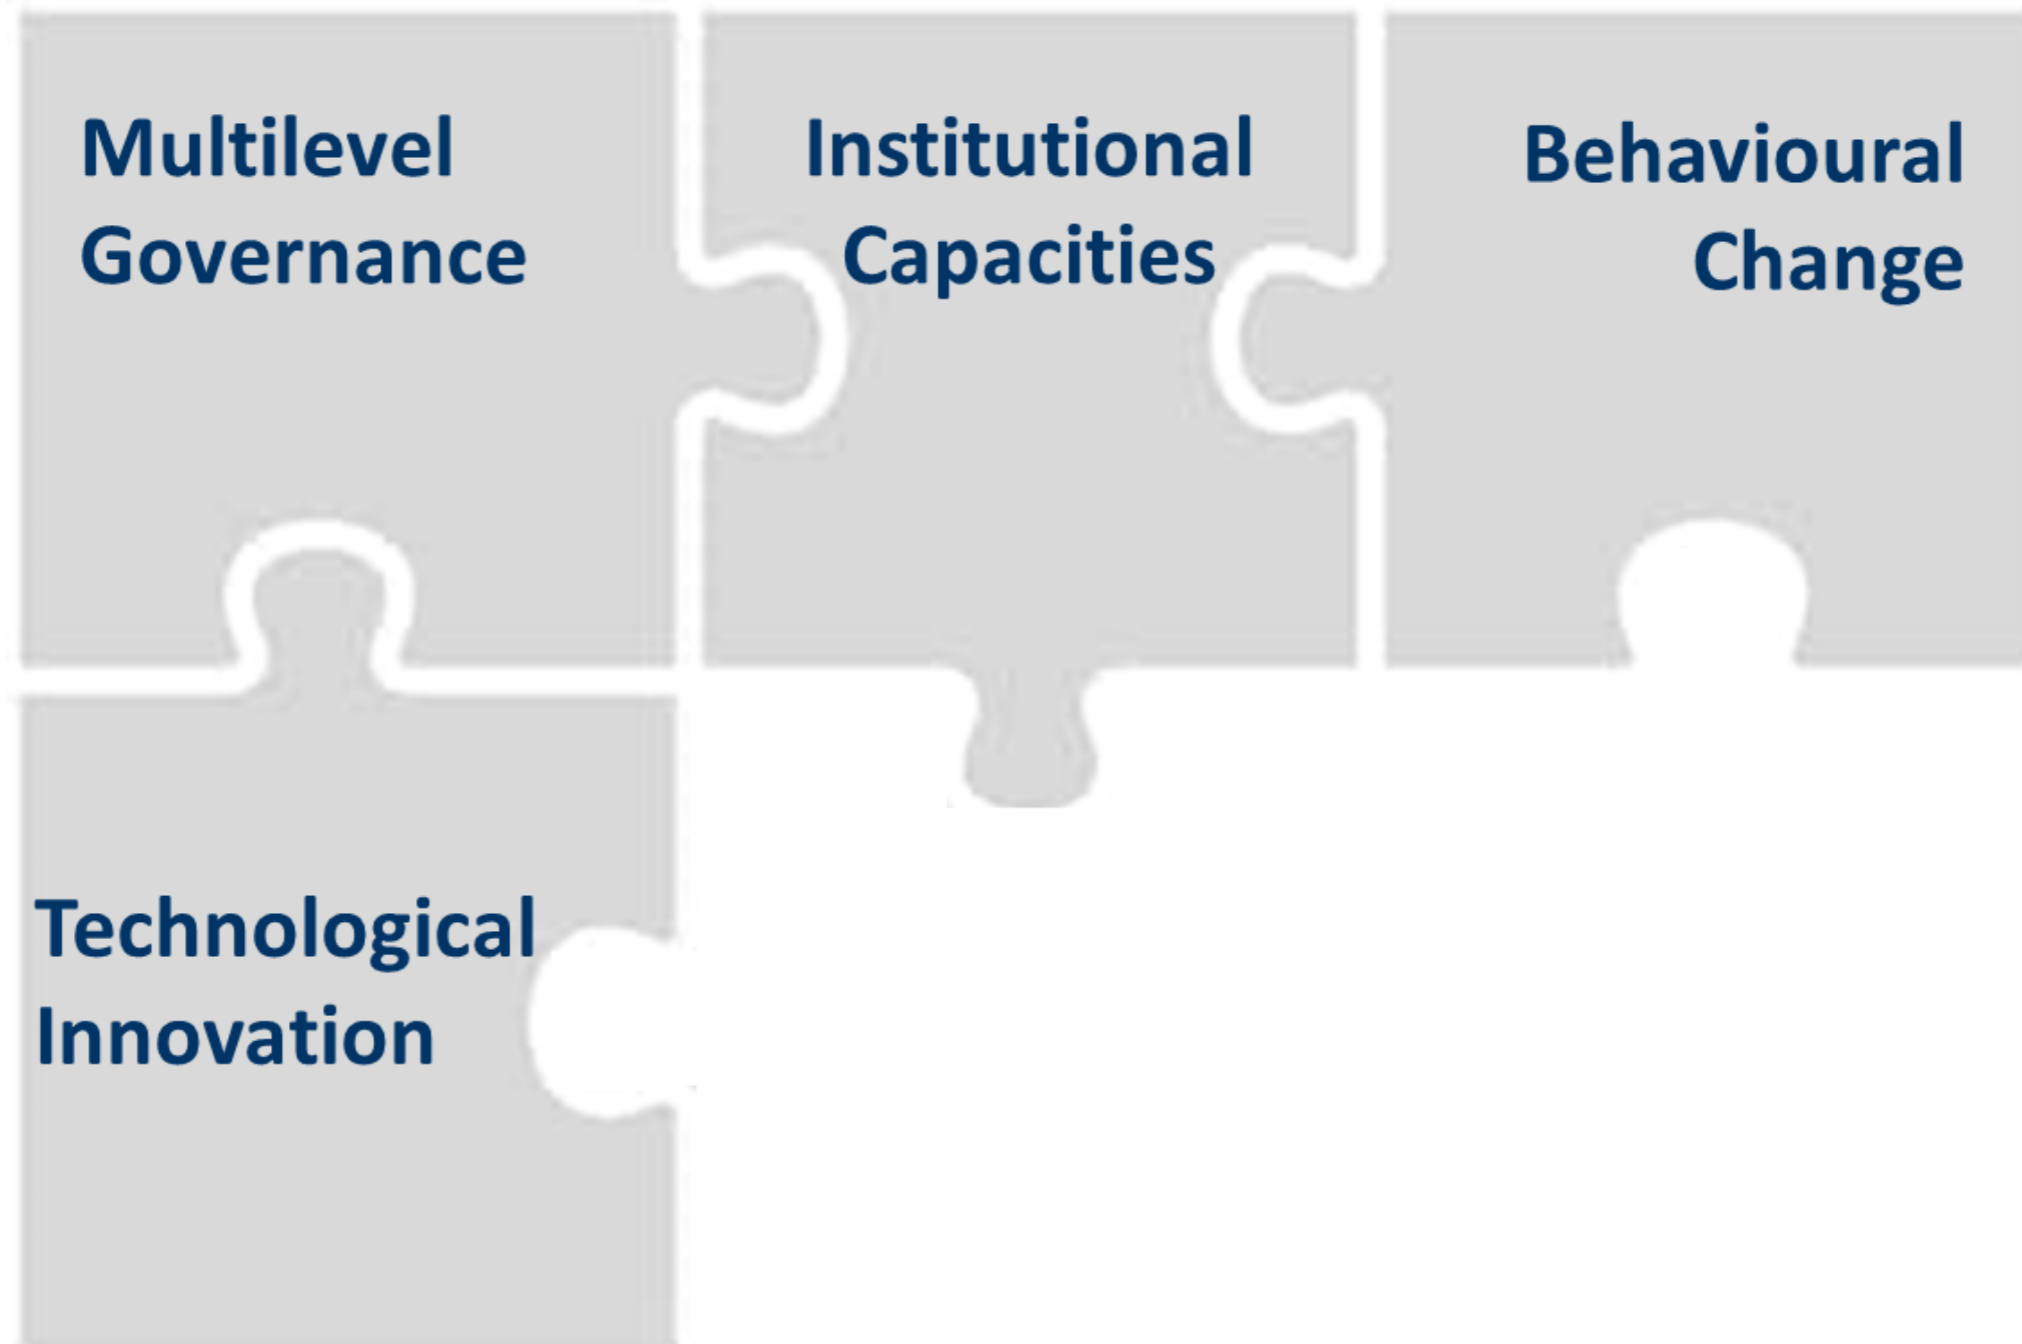 Multilevel
Governance
Institutional
Capacities
Behavioural
Change
Technological
Innovation